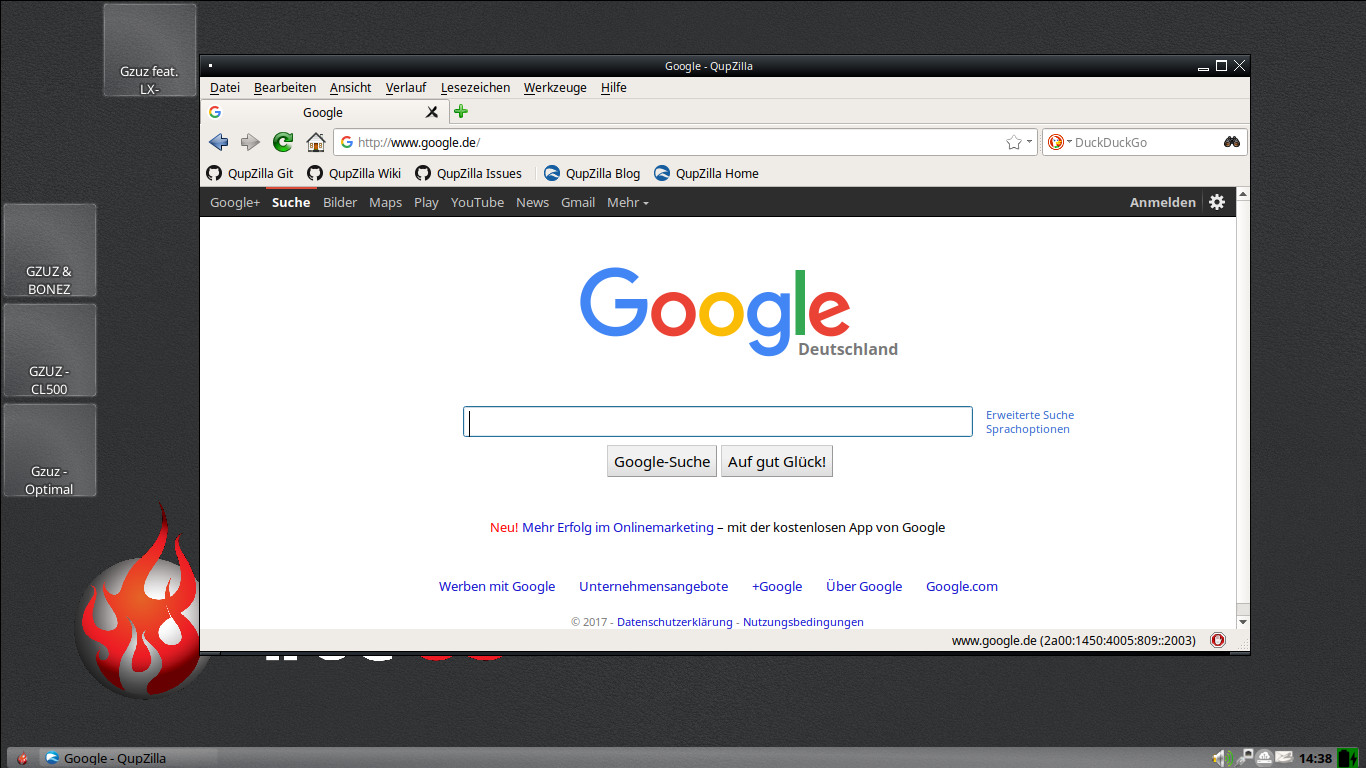 Gzuz feat.
LX-
Google - QupZilla
Datei Bearbeiten Ansicht Verlauf Lesezeichen Werkzeuge Hilfe
Google
http://www.google.de/ DuckDuckGo
QupZilla Git QupZilla Wiki QupZilla Issues QupZilla Blog QupZilla Home
Google+ Suche Bilder Maps Play YouTube News Gmail Mehr Anmelden
GZUZ &
BONEZ
Google
Deutschland
GZUZ -
CL500
Erweiterte Suche
Sprachoptionen
Google-Suche Auf gut Glück!
Gzuz -
Optimal
Neu! Mehr Erfolg im Onlinemarketing – mit der kostenlosen App von Google
Werben mit Google Unternehmensangebote +Google Über Google Google.com
© 2017 - Datenschutzerklärung - Nutzungsbedingungen
www.google.de (2a00:1450:4005:809::2003)
Google - QupZilla 14:38